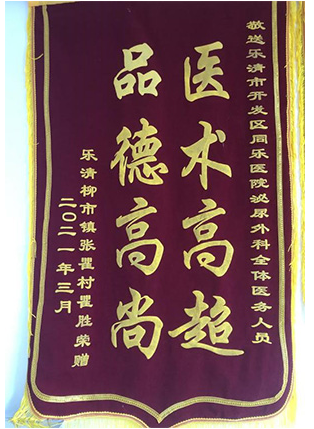 敬送乐清市开发区同乐医院泌尿外科全体医务人员
医术高超
品德高尚
乐清柳市镇张瞿村瞿胜荣赠
二〇二一年三月